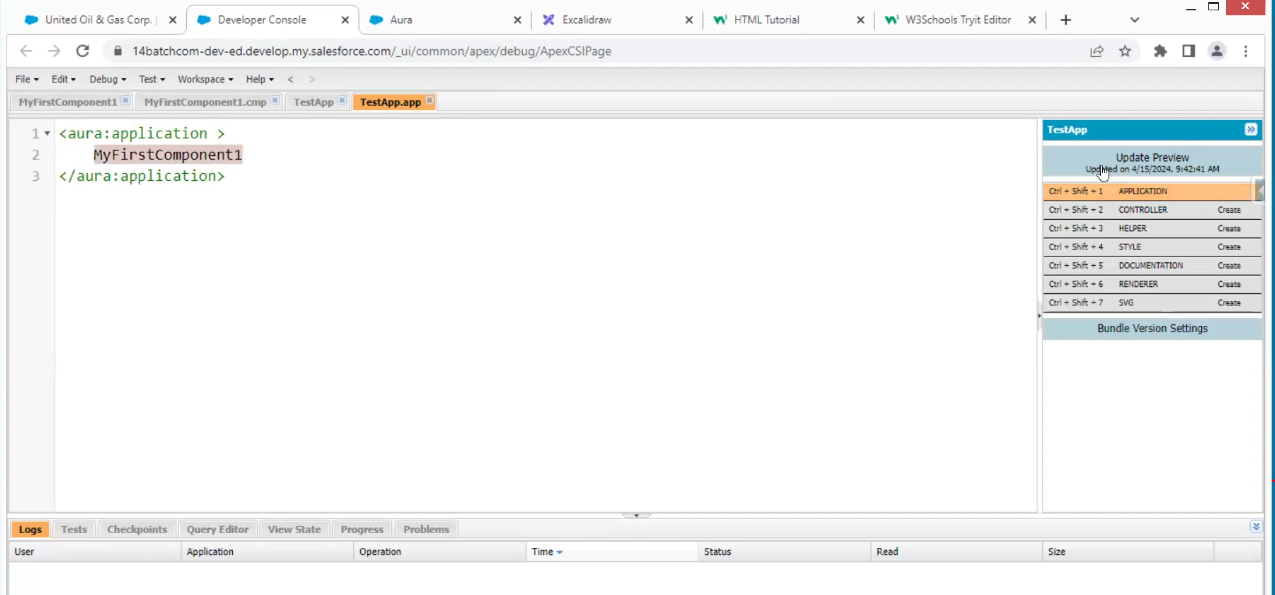 United Oil & Gas Corp. Developer Console Aura Excalidraw HTML Tutorial W3Schools Tryit Editor
14batchcom-dev-ed.develop.my.salesforce.com/_ui/common/apex/debug/ApexCSIPage
File Edit Debug Test Workspace Help < >
MyFirstComponent1 MyFirstComponent1.cmp TestApp TestApp.app
1 <aura:application >
2 MyFirstComponent1
3 </aura:application>
TestApp
Update Preview
Updated on 4/15/2024, 9:42:41 AM
Ctrl + Shift + 1 APPLICATION
Ctrl + Shift + 2 CONTROLLER Create
Ctrl + Shift + 3 HELPER Create
Ctrl + Shift + 4 STYLE Create
Ctrl + Shift + 5 DOCUMENTATION Create
Ctrl + Shift + 6 RENDERER Create
Ctrl + Shift + 7 SVG Create
Bundle Version Settings
Logs Tests Checkpoints Query Editor View State Progress Problems
User Application Operation Time Status Read Size